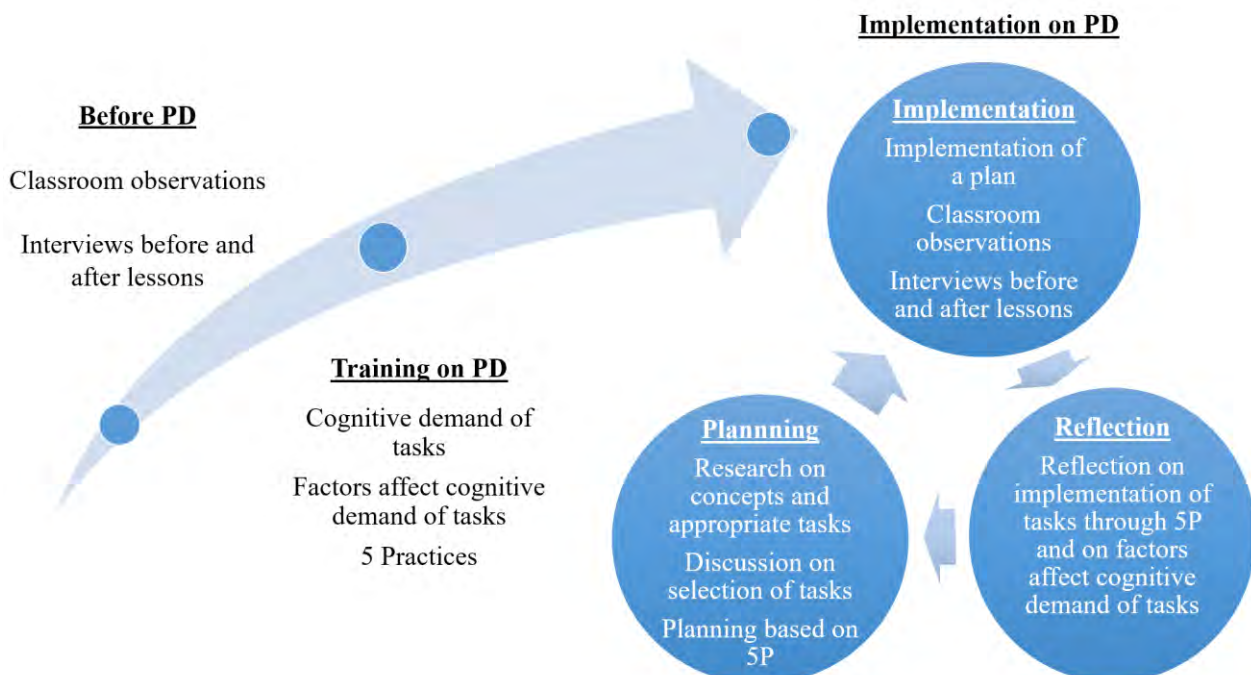 Before PD
Classroom observations
Interviews before and
after lessons
Training on PD
Cognitive demand of
tasks
Factors affect cognitive
demand of tasks
5 Practices
Implementation on PD
Implementation
Implementation of
a plan
Classroom
observations
Interviews before
and after lessons
Plannning
Research on
concepts and
appropriate tasks
Discussion on
selection of tasks
Planning based on
5P
Reflection
Reflection on
implementation of
tasks through 5P
and on factors
affect cognitive
demand of tasks